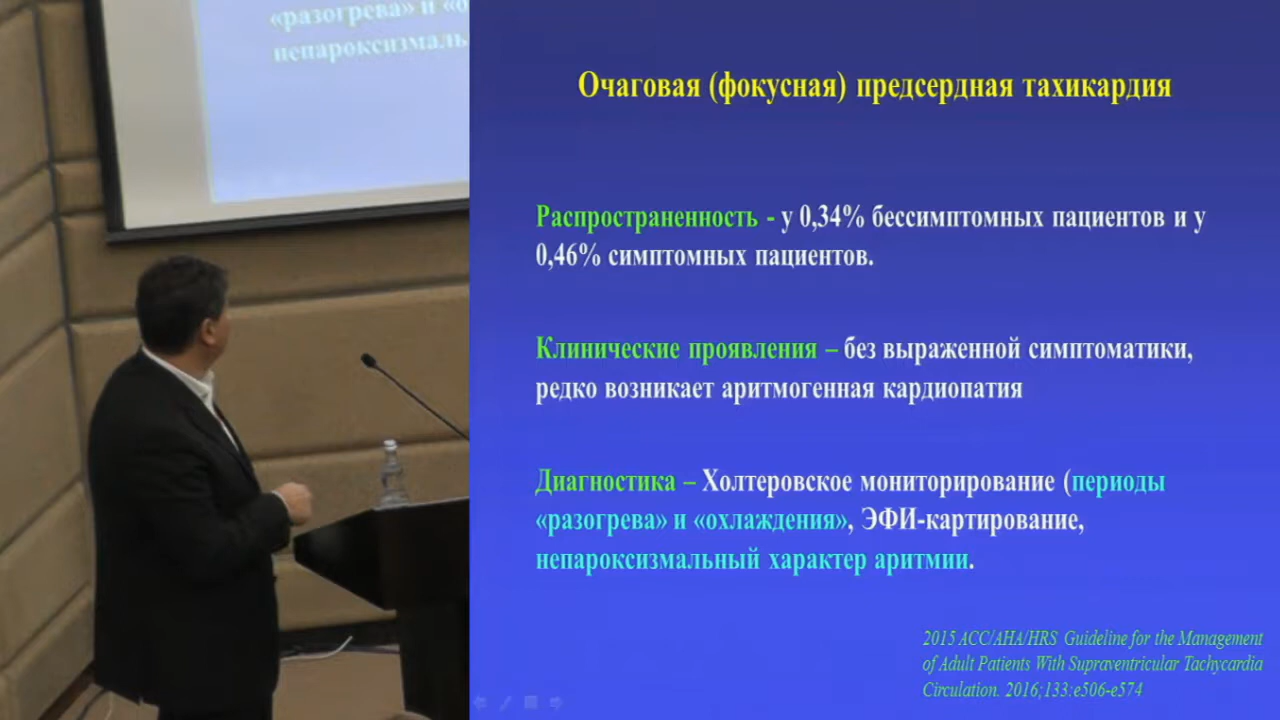 «разогрева» и «о
непароксизмаль
Очаговая (фокусная) предсердная тахикардия
Распространенность - у 0,34% бессимптомных пациентов и у
0,46% симптомных пациентов.
Клинические проявления – без выраженной симптоматики,
редко возникает аритмогенная кардиопатия
Диагностика – Холтеровское мониторирование (периоды
«разогрева» и «охлаждения», ЭФИ-картирование,
непароксизмальный характер аритмии.
2015 ACC/AHA/HRS Guideline for the Management
of Adult Patients With Supraventricular Tachycardia
Circulation. 2016;133:e506-e574